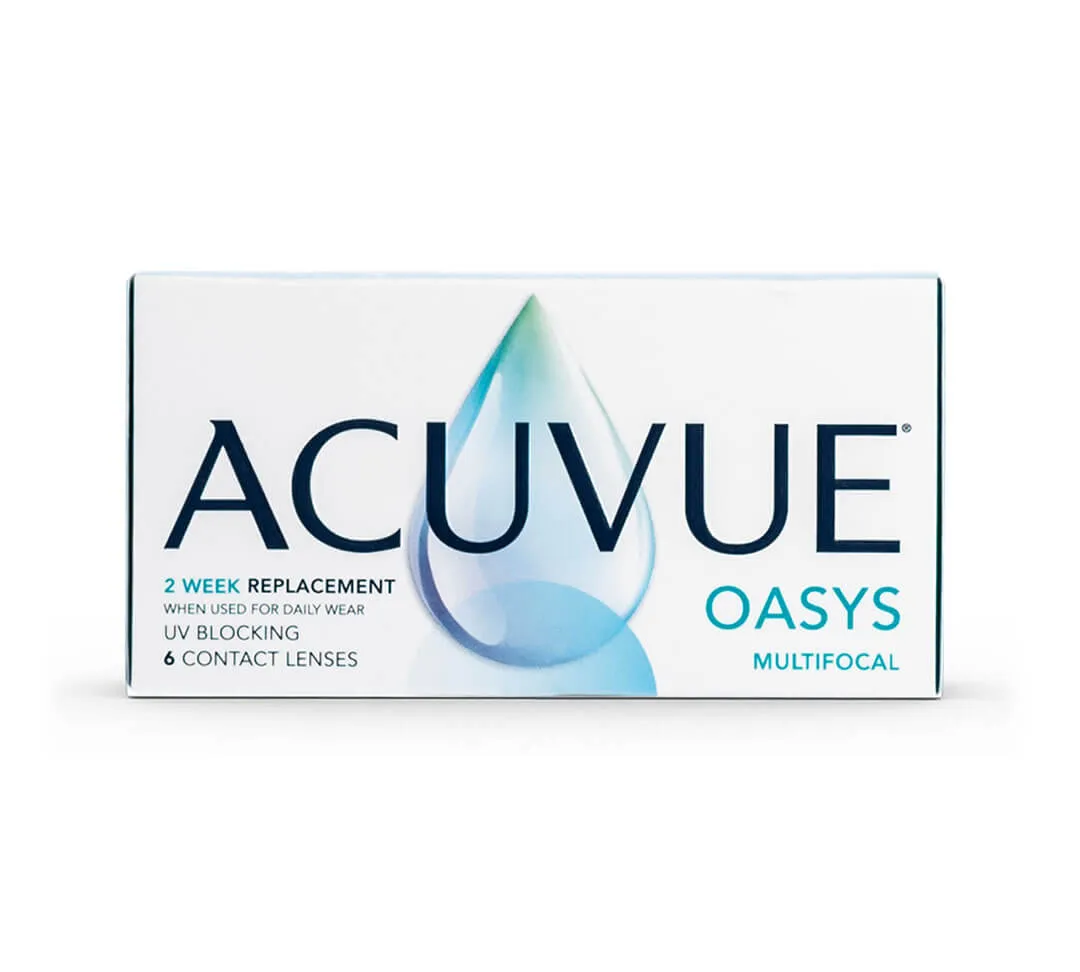 ACUVUE®
2 WEEK REPLACEMENT
WHEN USED FOR DAILY WEAR
UV BLOCKING
6 CONTACT LENSES
OASYS
MULTIFOCAL